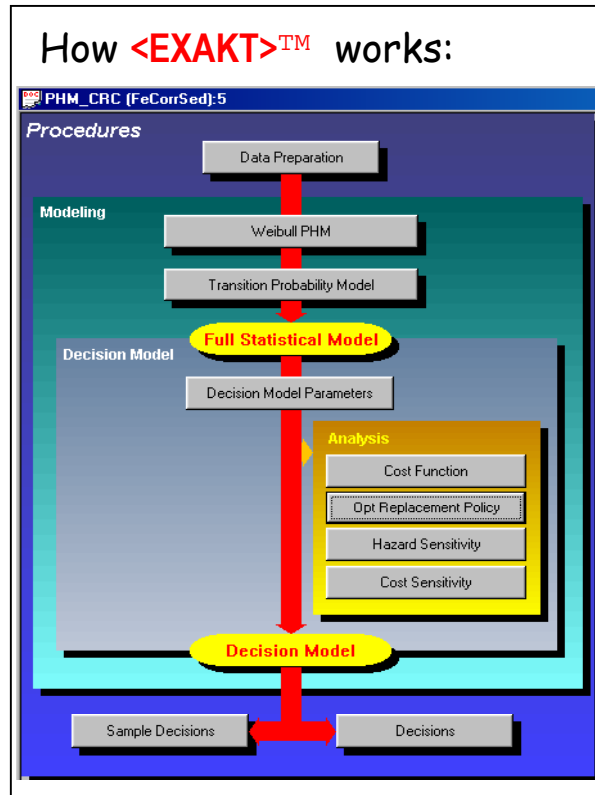 How <EXAKT>™ works:
PHM_CRC (FeCorrSed):5
Procedures
Data Preparation
Modeling
Weibull PHM
Transition Probability Model
Full Statistical Model
Decision Model
Decision Model Parameters
Analysis
Cost Function
Opt Replacement Policy
Hazard Sensitivity
Cost Sensitivity
Decision Model
Sample Decisions
Decisions